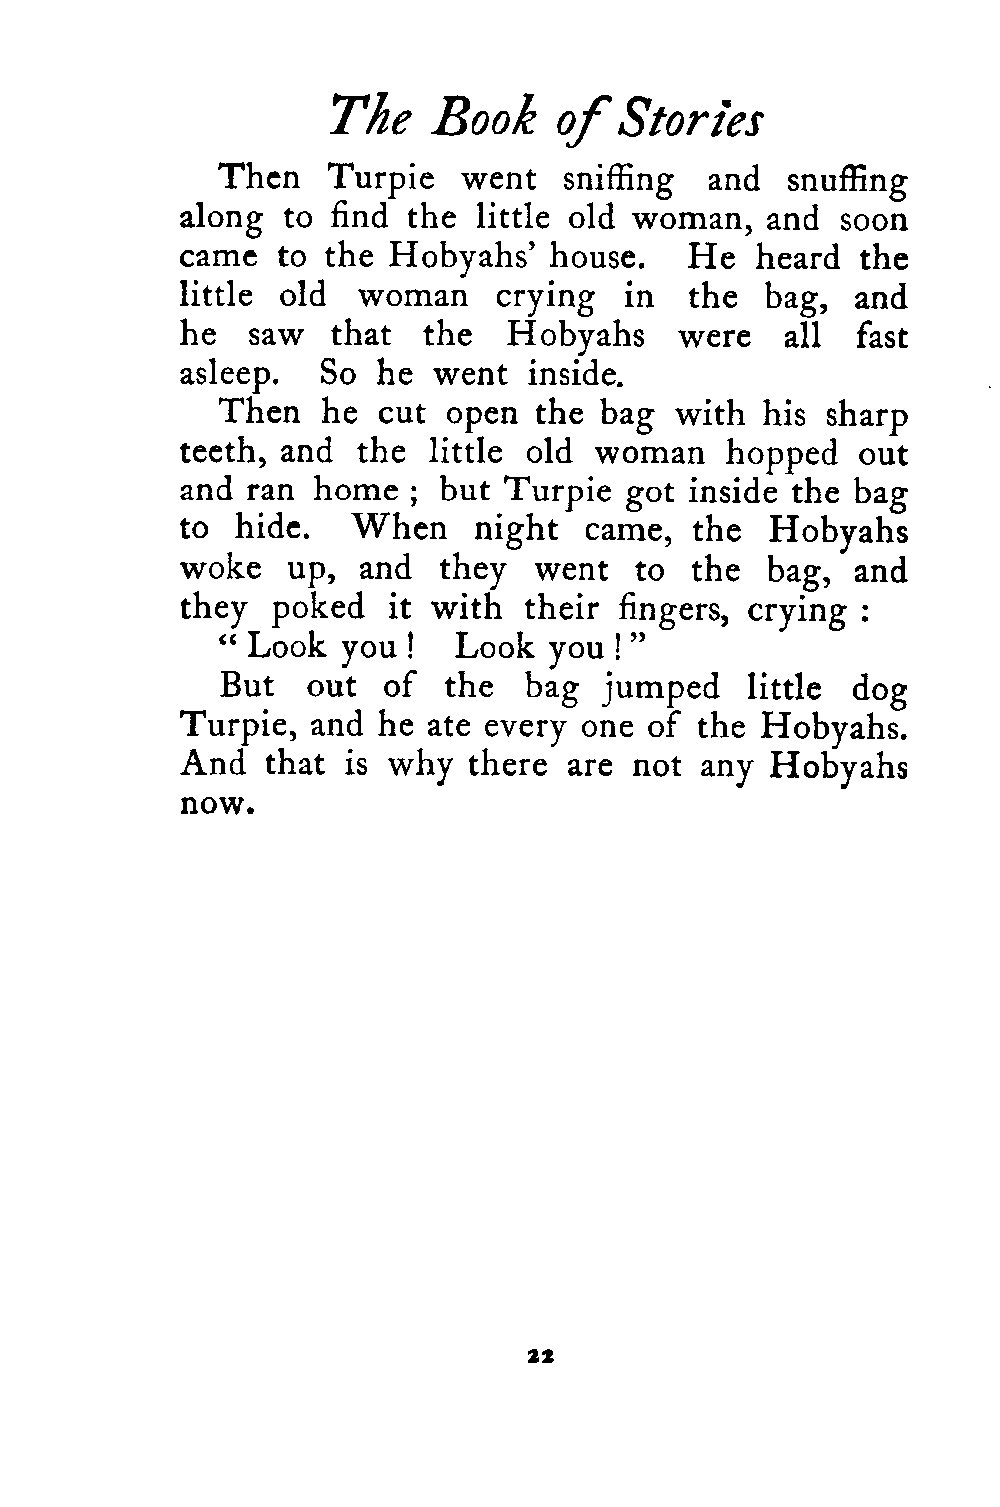 The Book of Stories
Then Turpie went sniffing and snuffing
along to find the little old woman, and soon
came to the Hobyahs' house. He heard the
little old woman crying in the bag, and
he saw that the Hobyahs were all fast
asleep. So he went inside.
Then he cut open the bag with his sharp
teeth, and the little old woman hopped out
and ran home ; but Turpie got inside the bag
to hide. When night came, the Hobyahs
woke up, and they went to the bag, and
they poked it with their fingers, crying :
“ Look you ! Look you ! ”
But out of the bag jumped little dog
Turpie, and he ate every one of the Hobyahs.
And that is why there are not any Hobyahs
now.
22